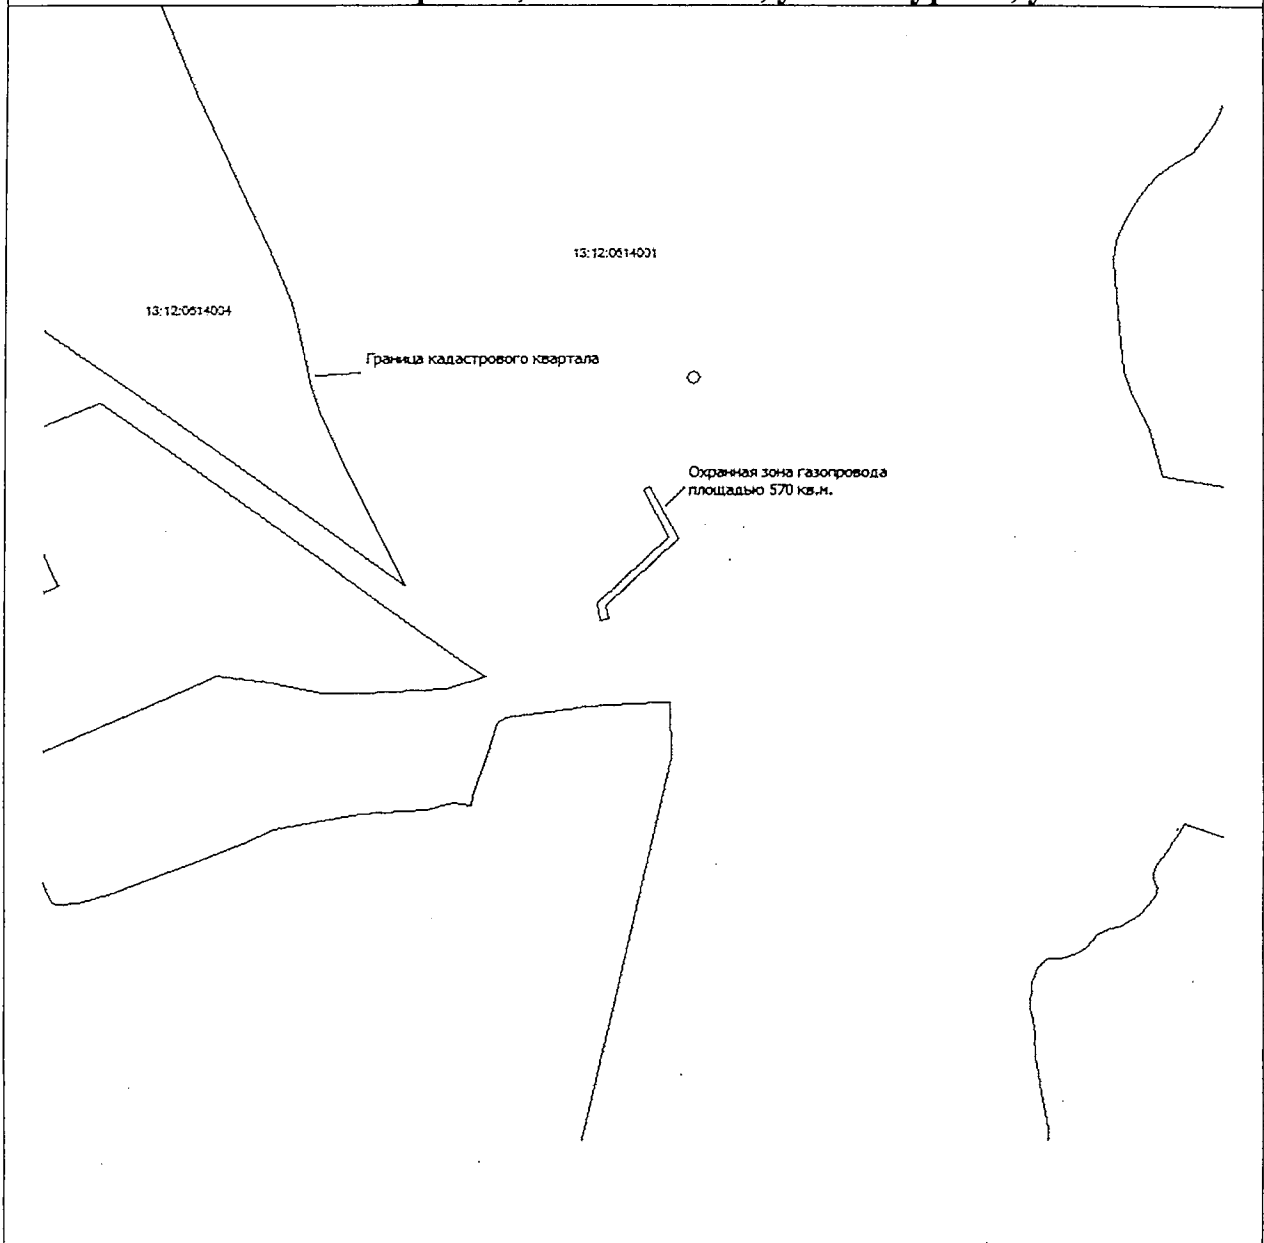 13:12:0514001
13:12:0514004
Граница кадастрового квартала
Охранная зона газопровода
площадью 570 кв.м.